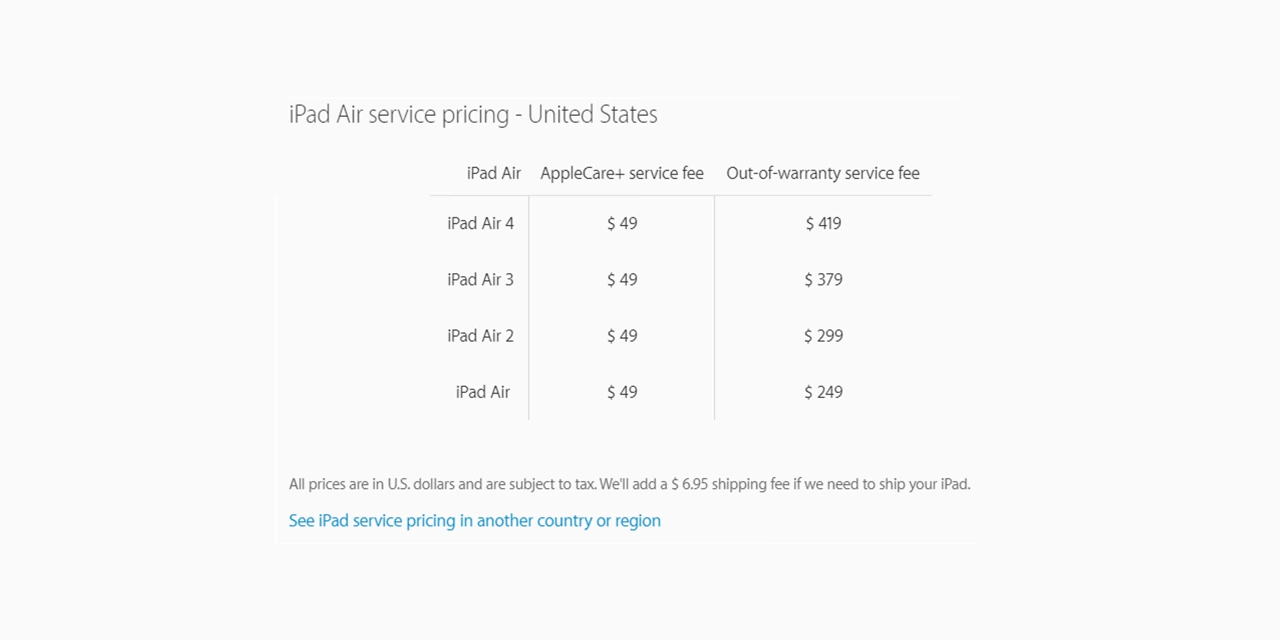 iPad Air service pricing - United States
iPad Air AppleCare+ service fee Out-of-warranty service fee
iPad Air 4 $ 49 $ 419
iPad Air 3 $ 49 $ 379
iPad Air 2 $ 49 $ 299
iPad Air $ 49 $ 249
All prices are in U.S. dollars and are subject to tax. We'll add a $ 6.95 shipping fee if we need to ship your iPad.
See iPad service pricing in another country or region